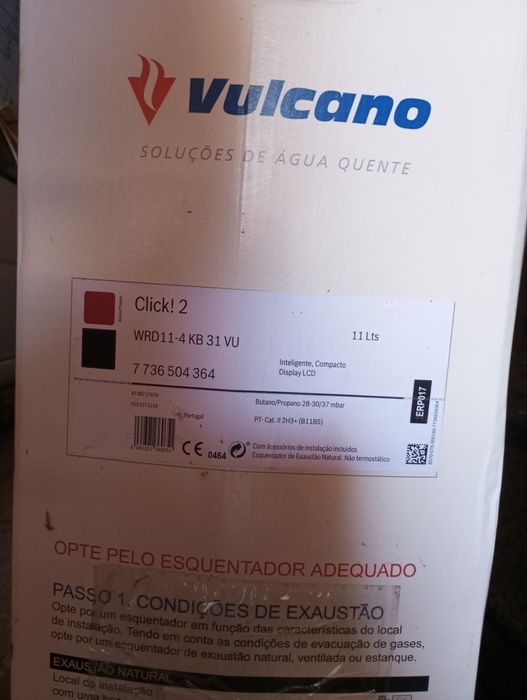 Vulcano
SOLUÇÕES DE ÁGUA QUENTE
Click! 2
WRD11-4 KB 31 VU
11 Lts
7 736 504 364
Inteligente, Compacto
Display LCD
Butano/Propano 28-30/37 mbar
ERP017
Portugal
PT- Cat. II 2H3+ (B11BS)
CE 0464
Com acessórios de instalação incluídos
Esquentador de Exaustão Natural, Não termostático
OPTE PELO ESQUENTADOR ADEQUADO
PASSO 1. CONDIÇÕES DE EXAUSTÃO
Opte por um esquentador em função das características do local
de instalação. Tendo em conta as condições de evacuação de gases,
opte por um esquentador de exaustão natural, ventilada ou estanque.
EXAUSTÃO NATURAL
Local da instalação
com uma